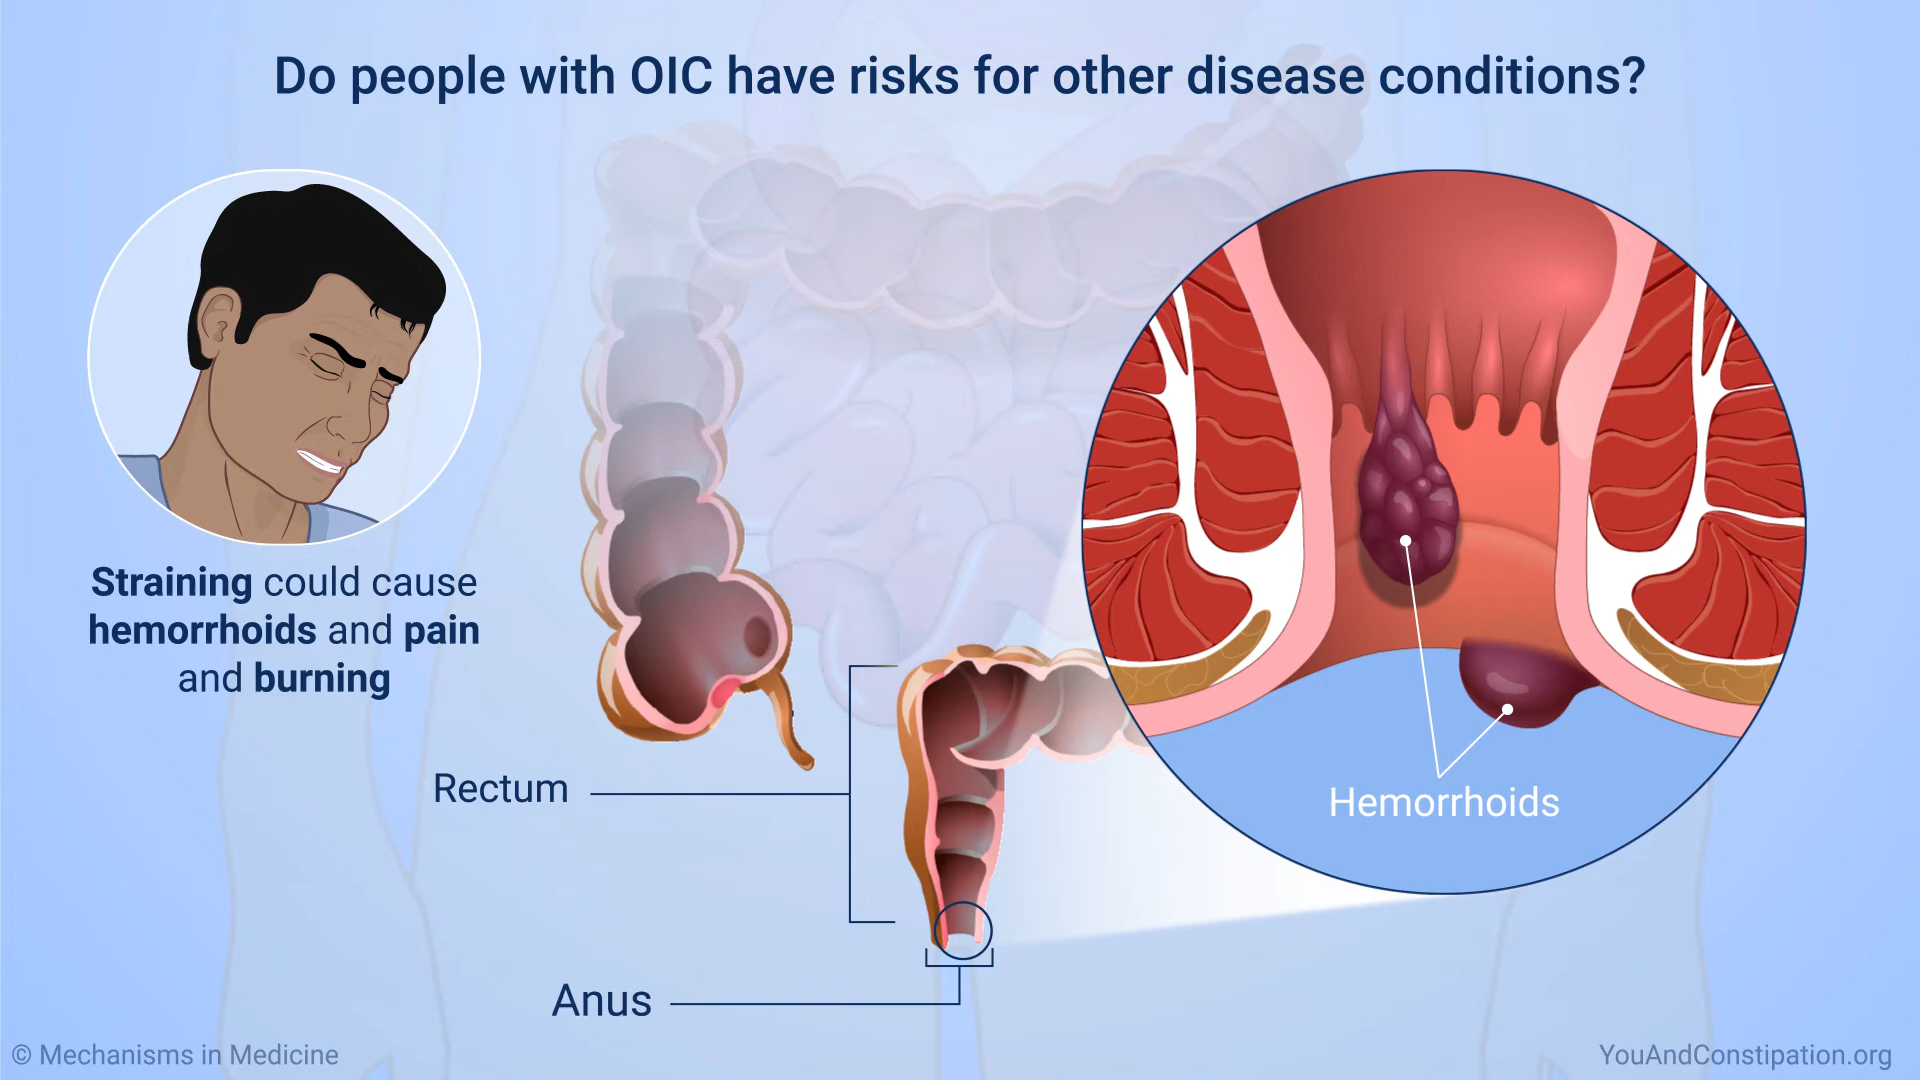 Do people with OIC have risks for other disease conditions?
Straining could cause
hemorrhoids and pain
and burning
Rectum
Anus
Hemorrhoids
© Mechanisms in Medicine
YouAndConstipation.org